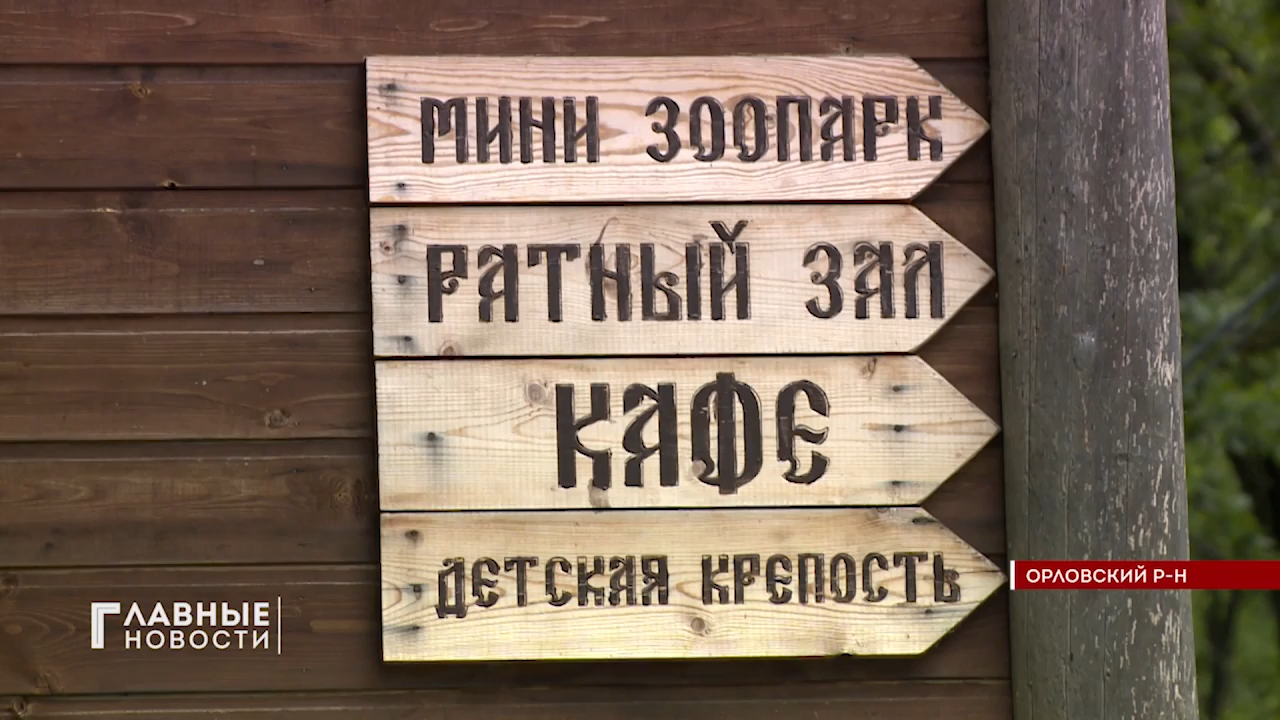 МИНИ ЗООПАРК
РАТНЫЙ ЗАЛ
КАФЕ
ДЕТСКАЯ КРЕПОСТЬ
ОРЛОВСКИЙ Р-Н
ГЛАВНЫЕ
НОВОСТИ